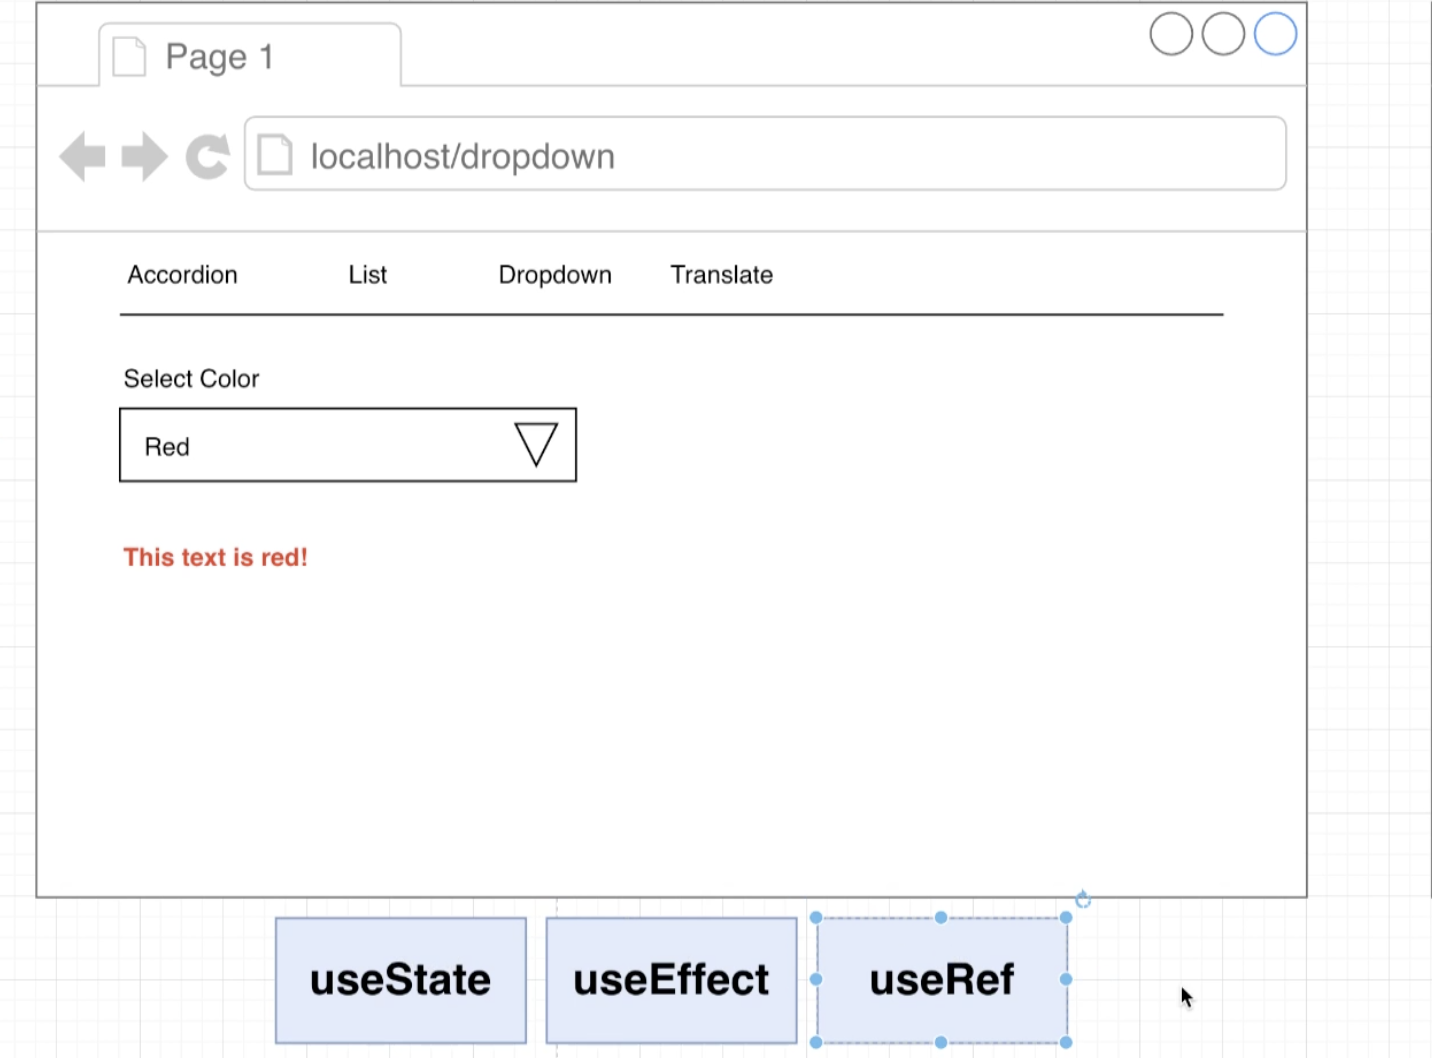 Page 1
localhost/dropdown
Accordion List Dropdown Translate
Select Color
Red
This text is red!
useState useEffect useRef